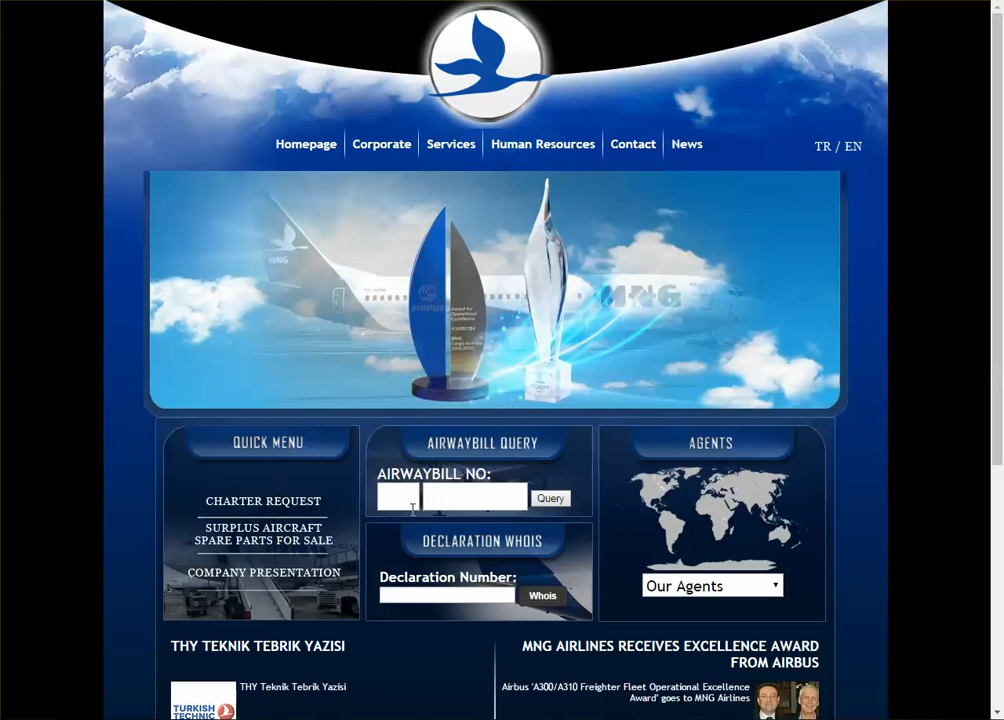 Homepage
Corporate
Services
Human Resources
Contact
News
TR / EN
MNG
MNG
AIRBUS
QUICK MENU
CHARTER REQUEST
SURPLUS AIRCRAFT
SPARE PARTS FOR SALE
COMPANY PRESENTATION
AIRWAYBILL QUERY
AIRWAYBILL NO:
Query
DECLARATION WHOIS
Declaration Number:
Whois
AGENTS
Our Agents
THY TEKNIK TEBRIK YAZISI
THY Teknik Tebrik Yazisi
TURKISH
TECHNIC
MNG AIRLINES RECEIVES EXCELLENCE AWARD
FROM AIRBUS
Airbus 'A300/A310 Freighter Fleet Operational Excellence
Award' goes to MNG Airlines